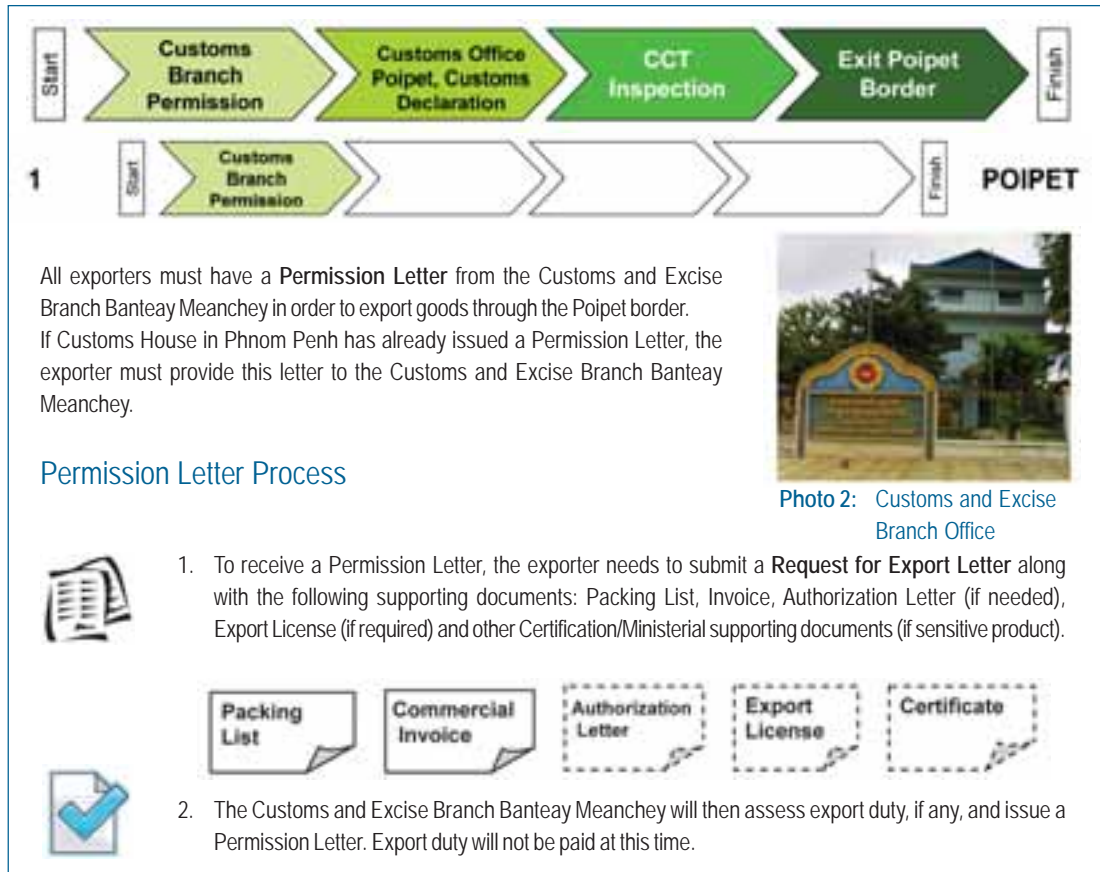 Start
Customs
Branch
Permission
Customs Office
Poipet, Customs
Declaration
CCT
Inspection
Exit Poipet
Border
Finish
1
Start
Customs
Branch
Permission
Finish
POIPET
All exporters must have a Permission Letter from the Customs and Excise
Branch Banteay Meanchey in order to export goods through the Poipet border.
If Customs House in Phnom Penh has already issued a Permission Letter, the
exporter must provide this letter to the Customs and Excise Branch Banteay
Meanchey.
Photo 2: Customs and Excise
Branch Office
Permission Letter Process
1. To receive a Permission Letter, the exporter needs to submit a Request for Export Letter along
with the following supporting documents: Packing List, Invoice, Authorization Letter (if needed),
Export License (if required) and other Certification/Ministerial supporting documents (if sensitive product).
Packing
List
Commercial
Invoice
Authorization
Letter
Export
License
Certificate
2. The Customs and Excise Branch Banteay Meanchey will then assess export duty, if any, and issue a
Permission Letter. Export duty will not be paid at this time.